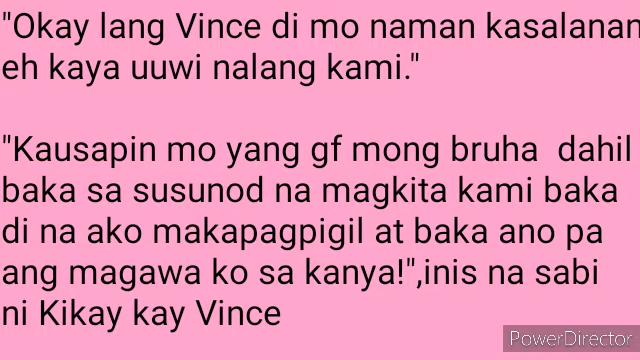 "Okay lang Vince di mo naman kasalanan
eh kaya uuwi nalang kami."
"Kausapin mo yang gf mong bruha  dahil
baka sa susunod na magkita kami baka
di na ako makapagpigil at baka ano pa
ang magawa ko sa kanya!",inis na sabi
ni Kikay kay Vince
PowerDirector